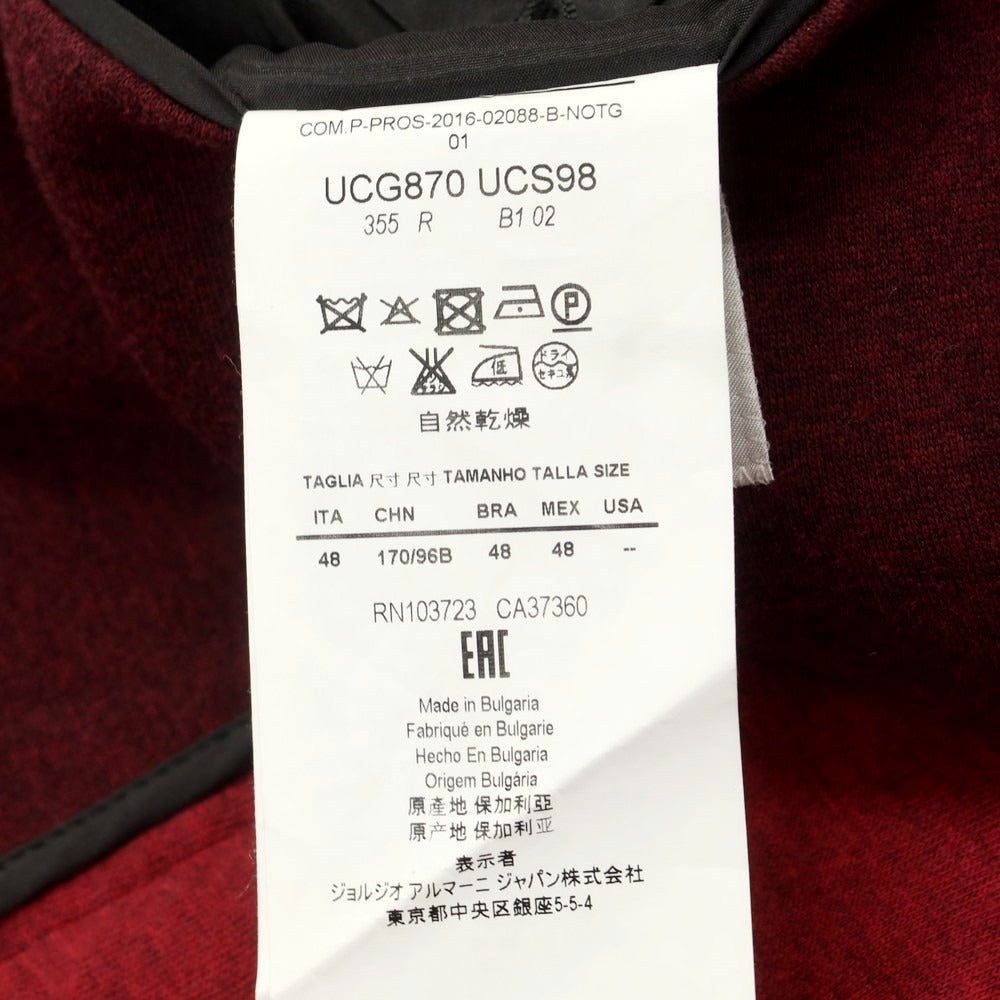 COM.P-PROS-2016-02088-B-NOTG
01
UCG870 UCS98
355 R B1 02
P
低 ドライ セキユ系
自然乾燥
TAGLIA 尺寸 尺寸 TAMANHO TALLA SIZE
ITA CHN BRA MEX USA
48 170/96B 48 48 --
RN103723 CA37360
EAC
Made in Bulgaria
Fabriqué en Bulgarie
Hecho En Bulgaria
Origem Bulgária
原產地 保加利亞
原产地 保加利亚
表示者
ジョルジオ アルマーニ ジャパン株式会社
東京都中央区銀座5-5-4